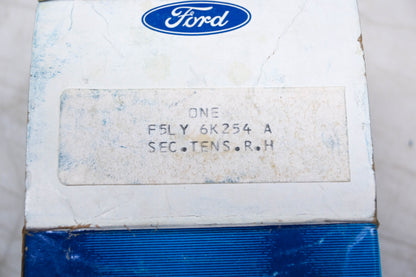 Ford
ONE
F5LY 6K254 A
SEC.TENS.R.H